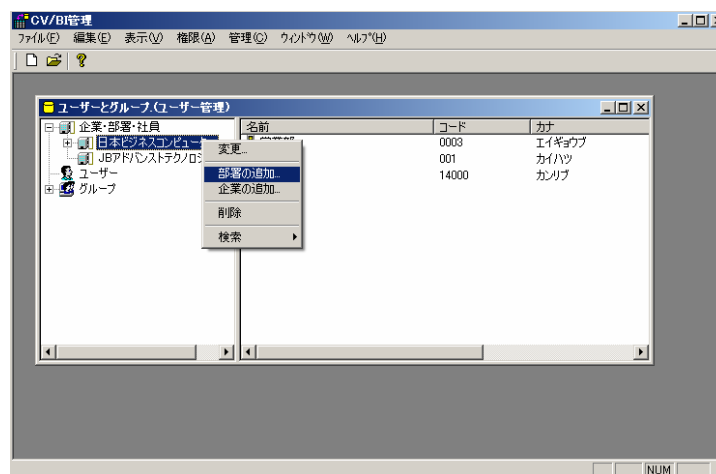 CV/BI管理
ファイル(F) 編集(E) 表示(V) 権限(A) 管理(C) ウィンドウ(W) ヘルプ(H)
ユーザーとグループ.(ユーザー管理)
企業・部署・社員
日本ビジネスコンピュー
JBアドバンストテクノロジ
ユーザー
グループ
名前 コード カナ
0003 エイギョウブ
001 カイハツ
14000 カンリブ
変更...
部署の追加...
企業の追加...
削除
検索
NUM